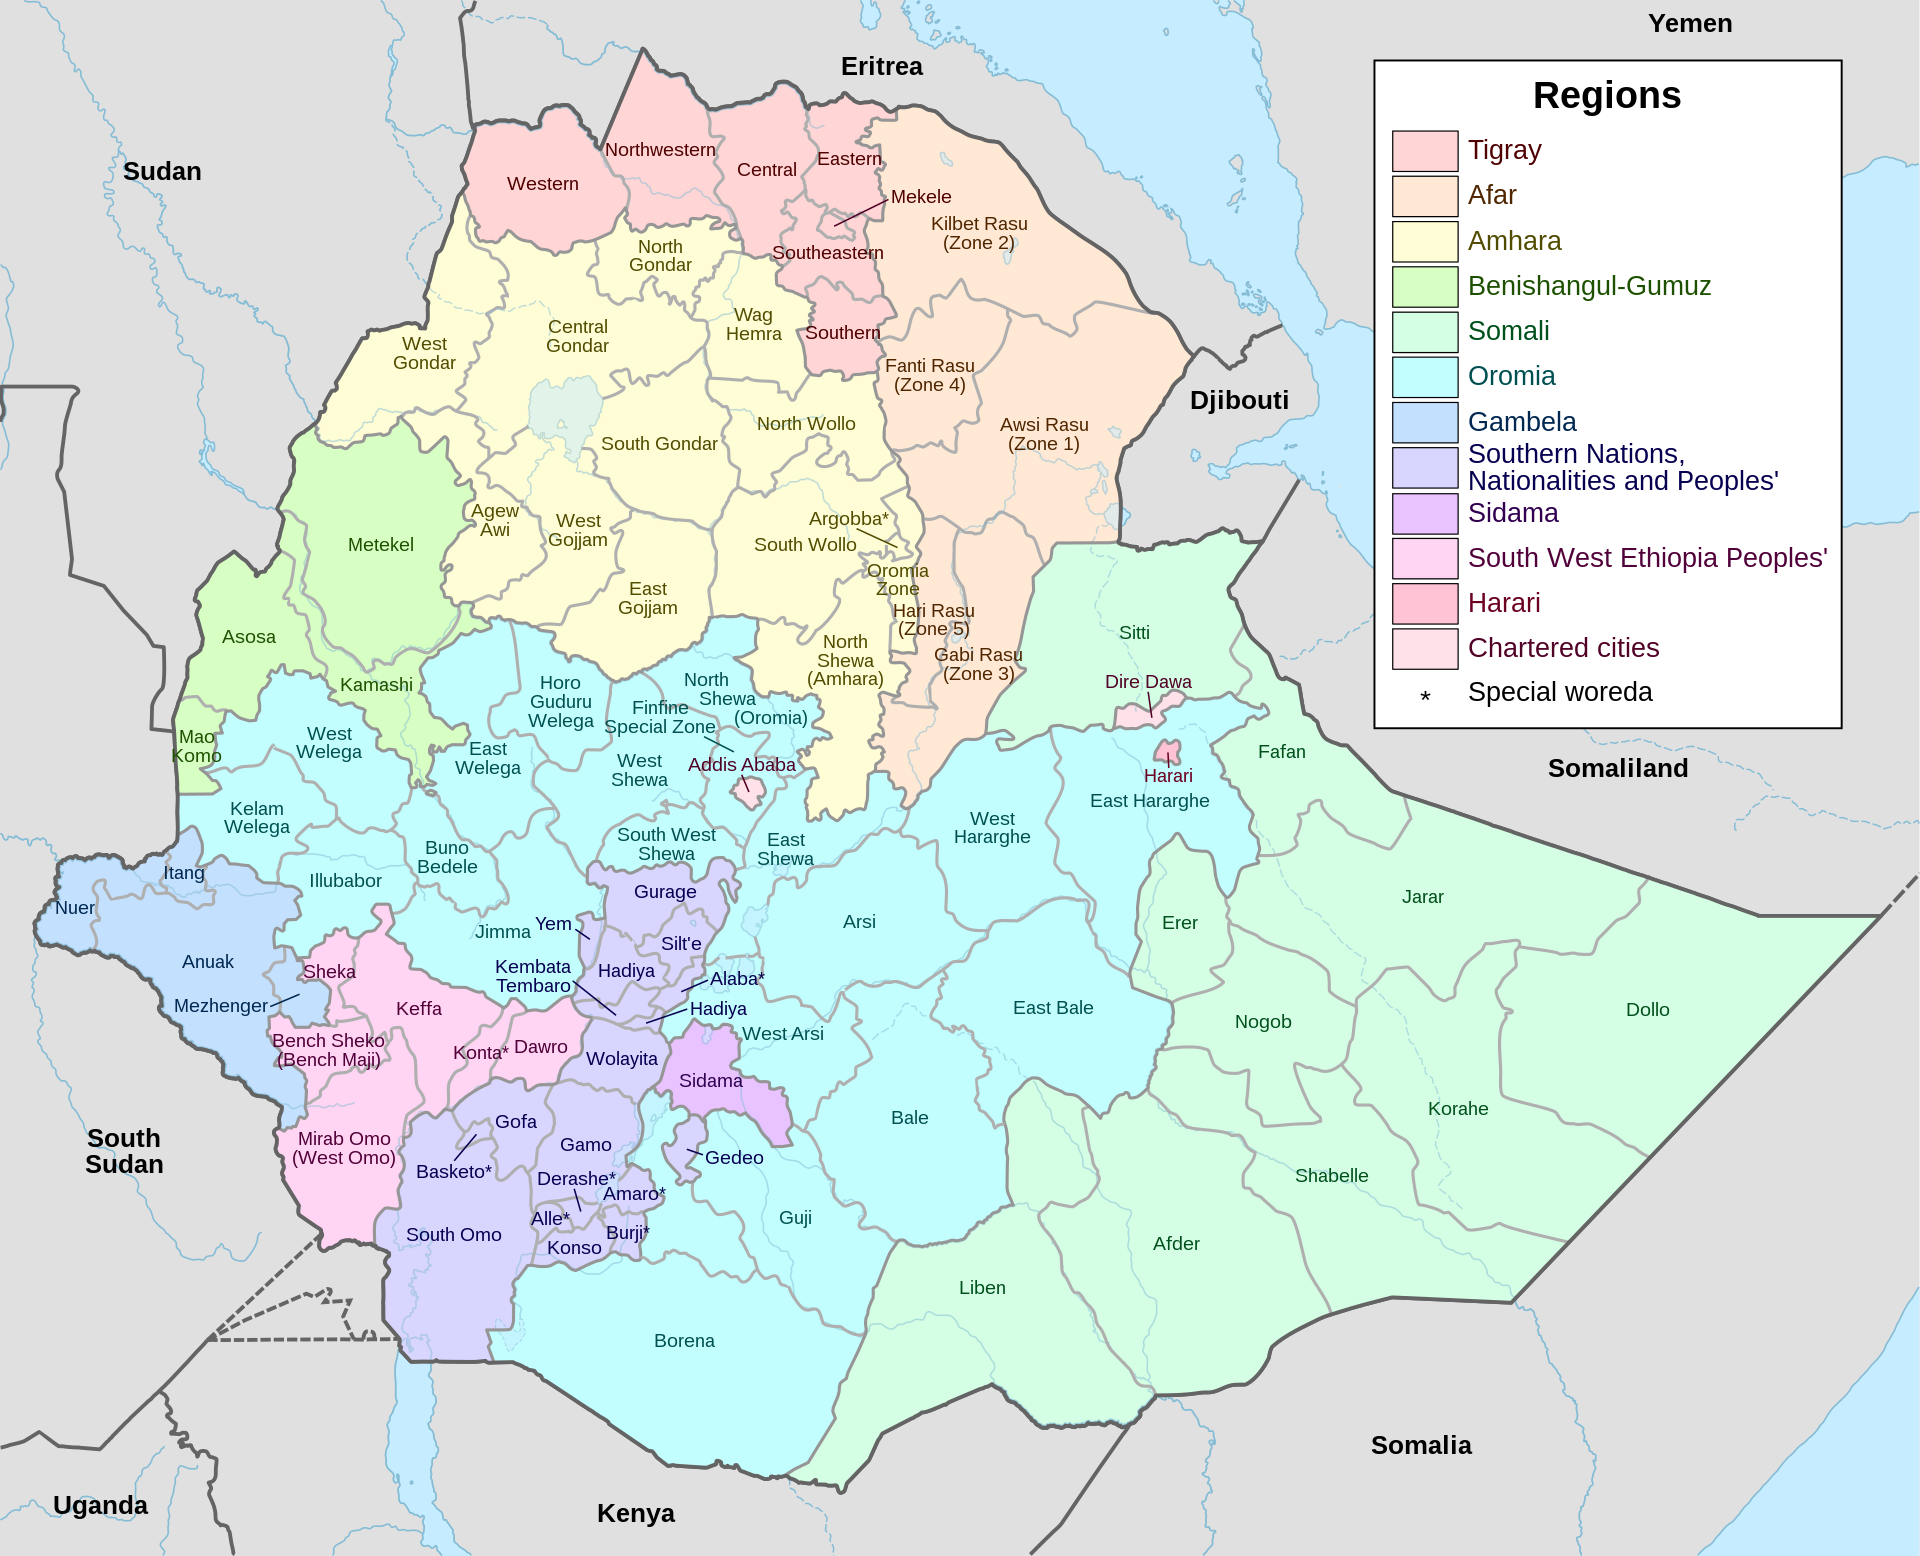 Yemen
Eritrea
Sudan
Regions
Tigray
Afar
Amhara
Benishangul-Gumuz
Somali
Oromia
Gambela
Southern Nations,
Nationalities and Peoples'
Sidama
South West Ethiopia Peoples'
Harari
Chartered cities
* Special woreda
Northwestern
Western
Central
Eastern
Mekele
Southeastern
Southern
Kilbet Rasu
(Zone 2)
North
Gondar
Central
Gondar
Wag
Hemra
West
Gondar
Fanti Rasu
(Zone 4)
Awsi Rasu
(Zone 1)
Djibouti
North Wollo
South Gondar
Agew
Awi
West
Gojjam
Argobba*
South Wollo
Oromia
Zone
Metekel
East
Gojjam
Hari Rasu
(Zone 5)
Gabi Rasu
(Zone 3)
North
Shewa
(Amhara)
Asosa
Kamashi
Mao
Komo
Sitti
Dire Dawa
Fafan
Harari
East Hararghe
West
Hararghe
Horo
Guduru
Welega
North
Shewa
(Oromia)
Finfine
Special Zone
West
Welega
East
Welega
West
Shewa
Addis Ababa
Kelam
Welega
South West
Shewa
East
Shewa
Buno
Bedele
Illubabor
Itang
Nuer
Anuak
Mezhenger
Sheka
Keffa
Bench Sheko
(Bench Maji)
Konta*
Dawro
Mirab Omo
(West Omo)
Jimma
Yem
Gurage
Silt'e
Hadiya
Kembata
Tembaro
Alaba*
Hadiya
Wolayita
Sidama
West Arsi
Arsi
East Bale
Bale
Gofa
Gamo
Basketo*
Derashe*
Amaro*
Gedeo
Alle*
Burji*
Konso
South Omo
Guji
Borena
Erer
Jarar
Nogob
Dollo
Korahe
Shabelle
Afder
Liben
Somaliland
Somalia
South
Sudan
Uganda
Kenya